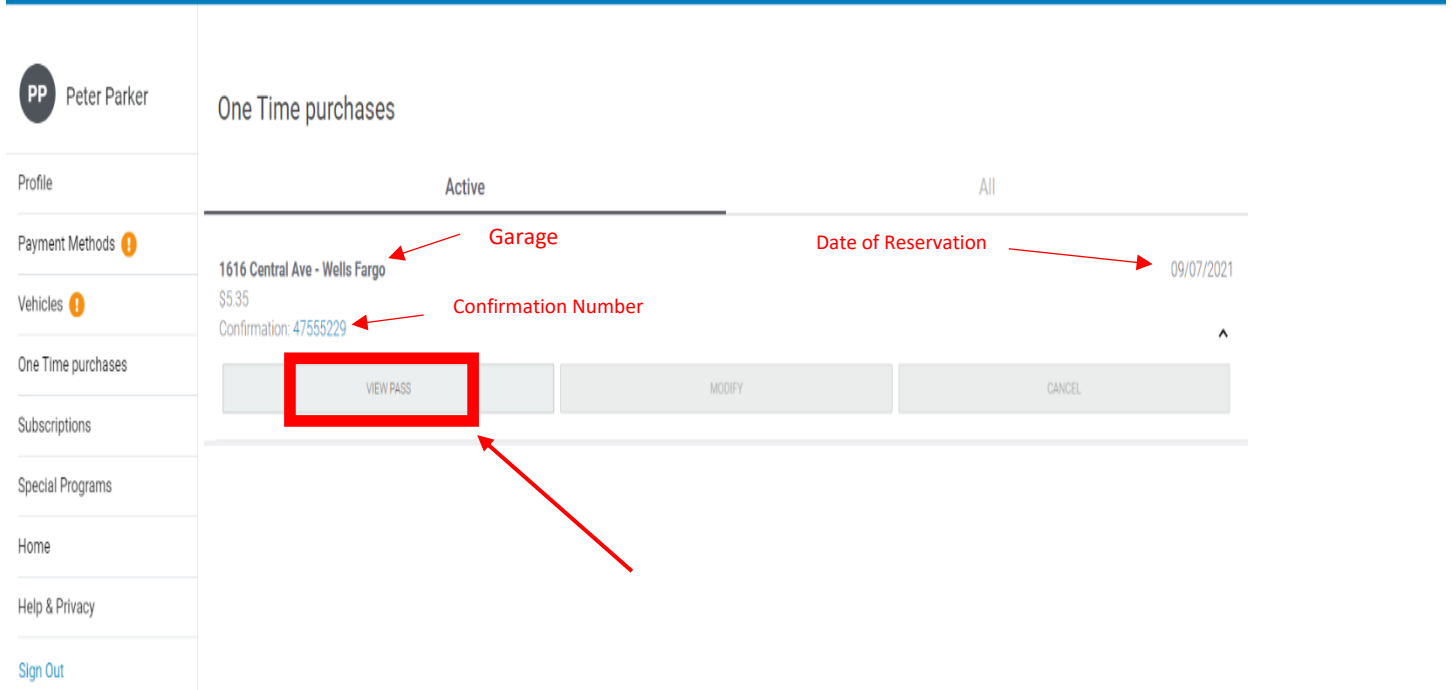 PP Peter Parker
Profile
Payment Methods !
Vehicles !
One Time purchases
Subscriptions
Special Programs
Home
Help & Privacy
Sign Out
One Time purchases
Active All
Garage Date of Reservation
1616 Central Ave - Wells Fargo 09/07/2021
$5.35
Confirmation Number
Confirmation: 47555229
VIEW PASS MODIFY CANCEL